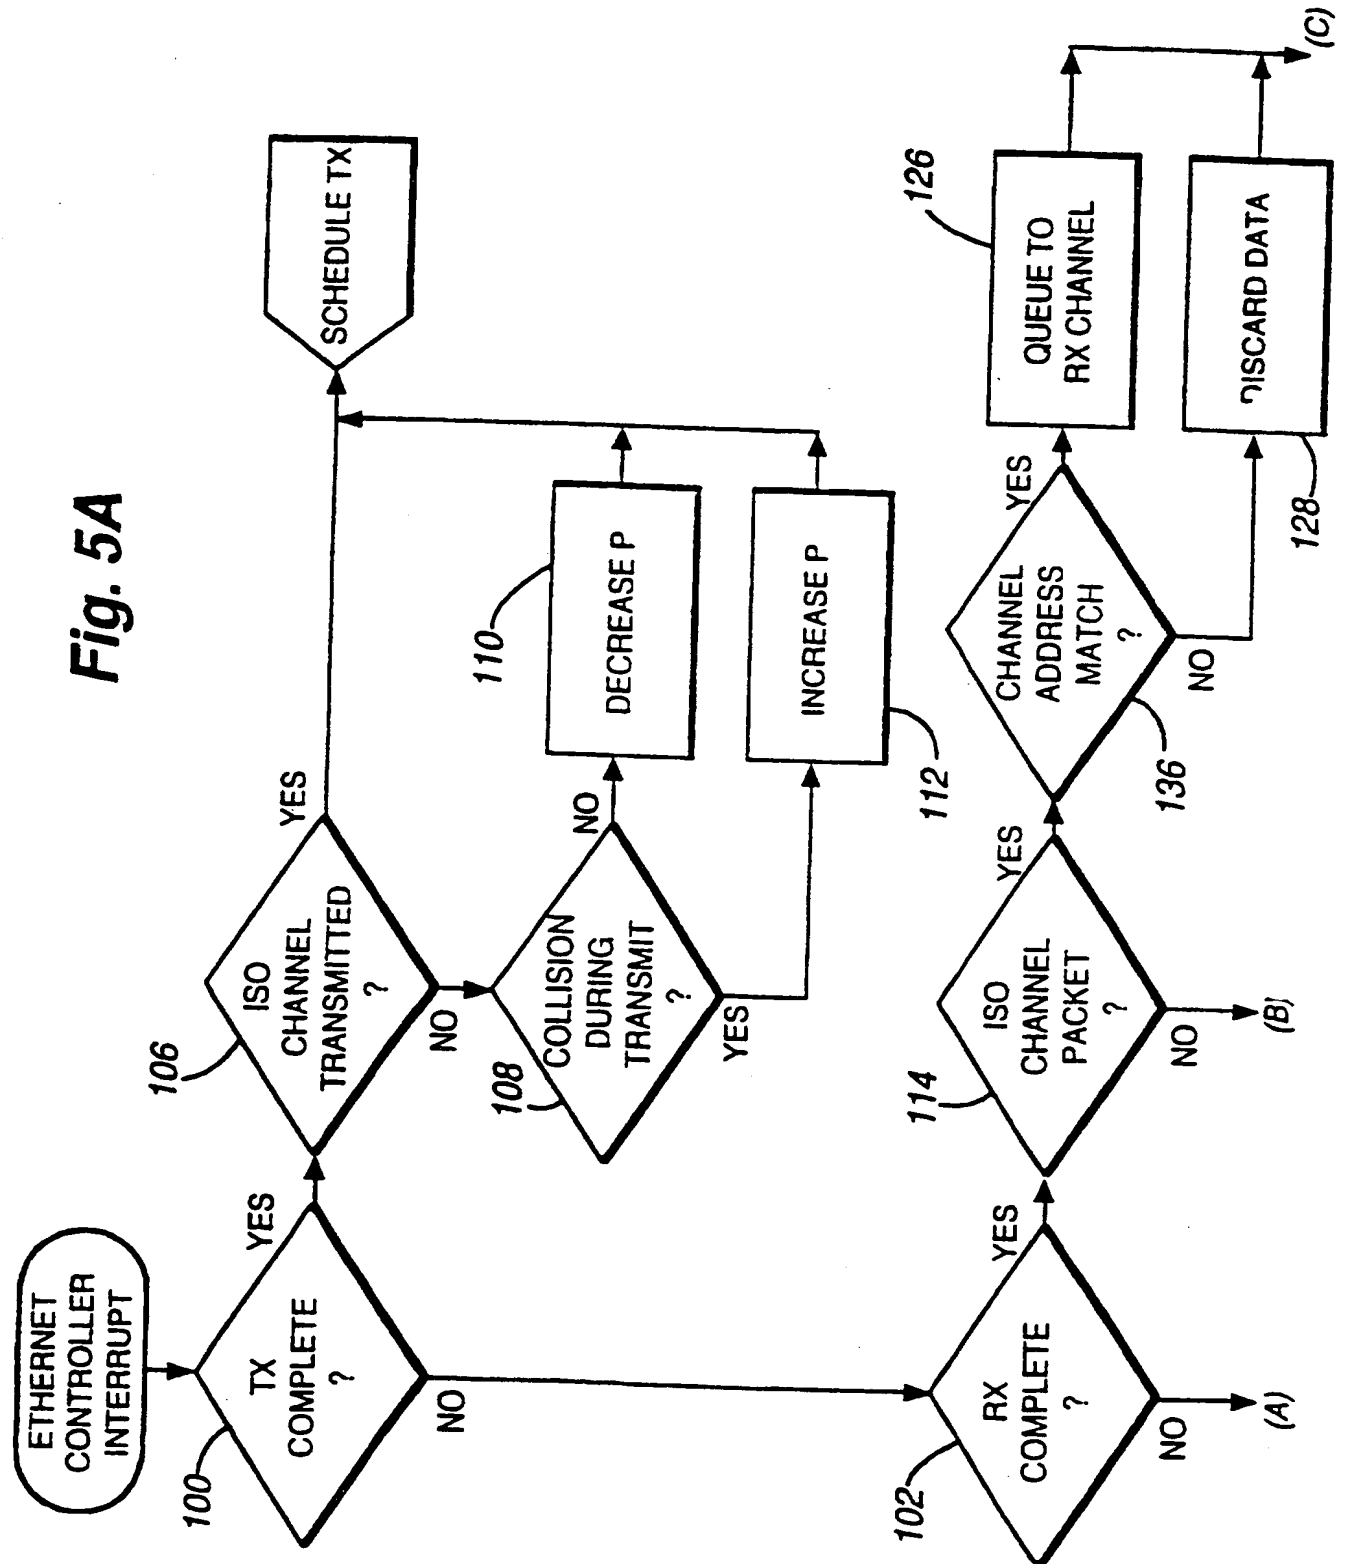 Fig. 5A
ETHERNET
CONTROLLER
INTERRUPT
100
TX
COMPLETE
?
YES
NO
106
ISO
CHANNEL
TRANSMITTED
?
YES
NO
SCHEDULE TX
108
COLLISION
DURING
TRANSMIT
?
NO
YES
110
DECREASE P
112
INCREASE P
102
RX
COMPLETE
?
YES
NO
(A)
114
ISO
CHANNEL
PACKET
?
YES
NO
(B)
136
CHANNEL
ADDRESS
MATCH
?
YES
NO
126
QUEUE TO
RX CHANNEL
128
DISCARD DATA
(C)